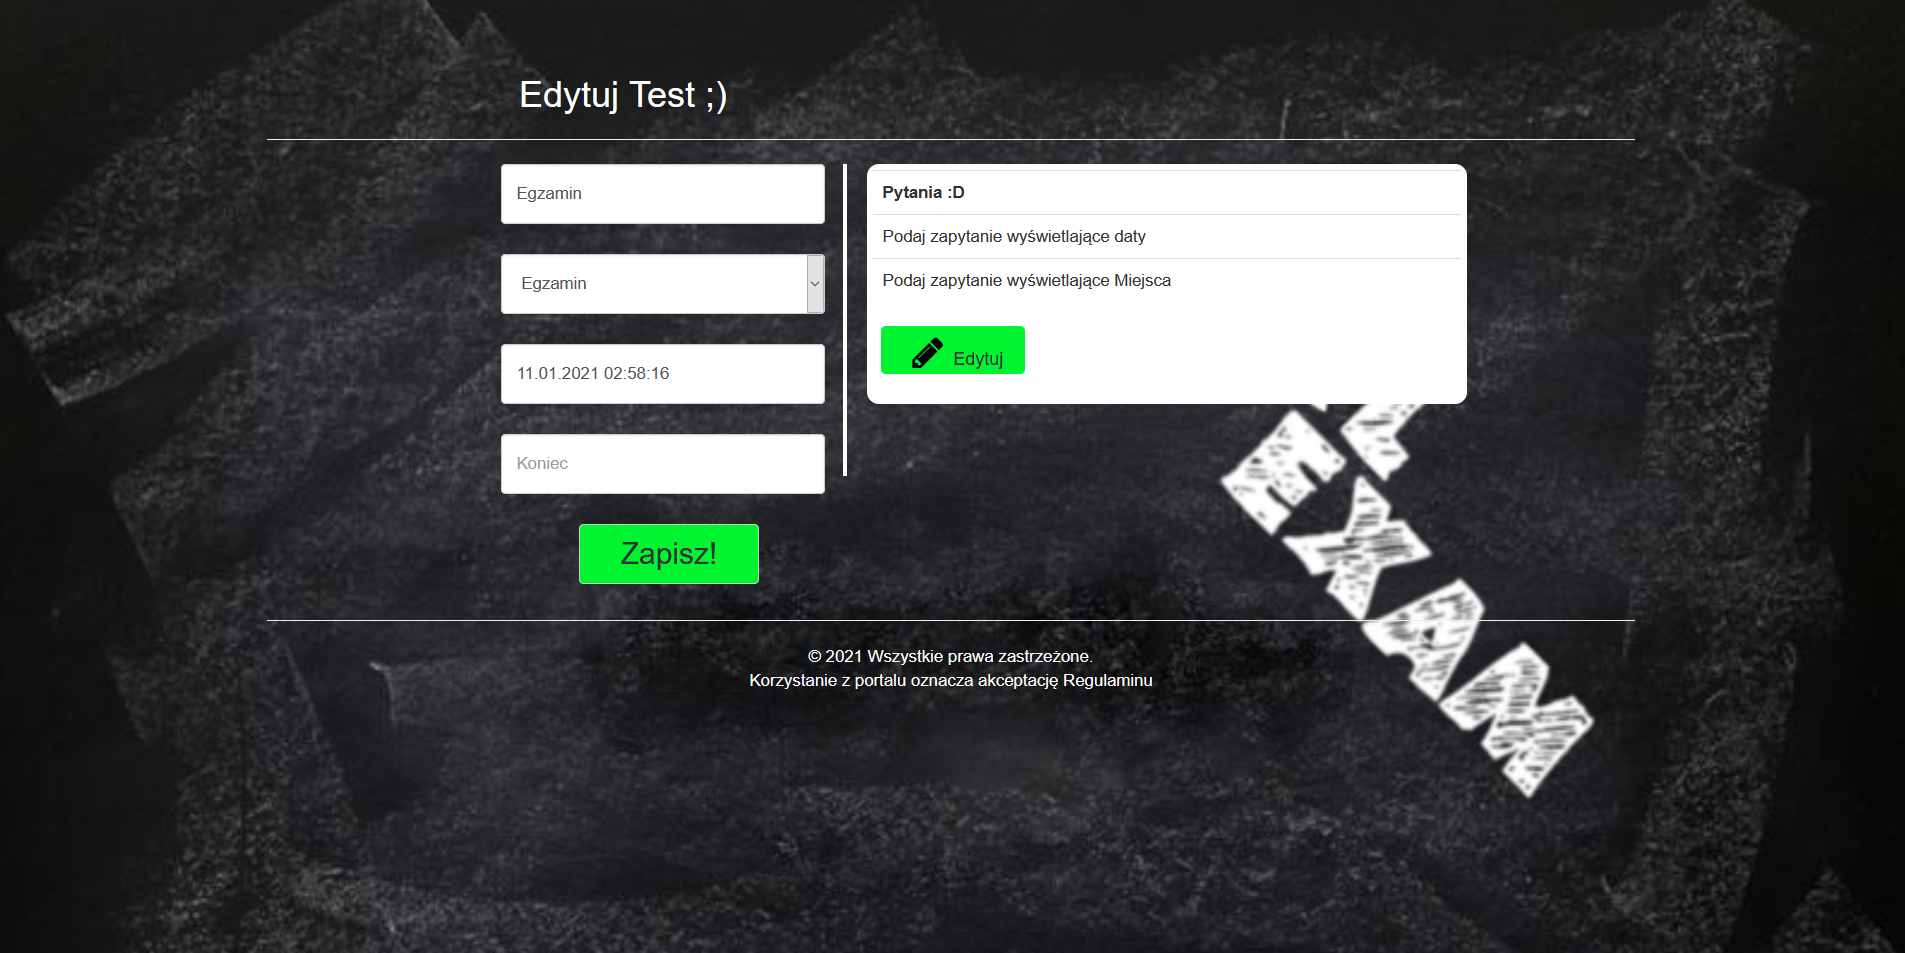 Edytuj Test ;)
Egzamin
Egzamin
11.01.2021 02:58:16
Koniec
Zapisz!
Pytania :D
Podaj zapytanie wyświetlające daty
Podaj zapytanie wyświetlające Miejsca
Edytuj
EXAM
© 2021 Wszystkie prawa zastrzeżone.
Korzystanie z portalu oznacza akceptację Regulaminu